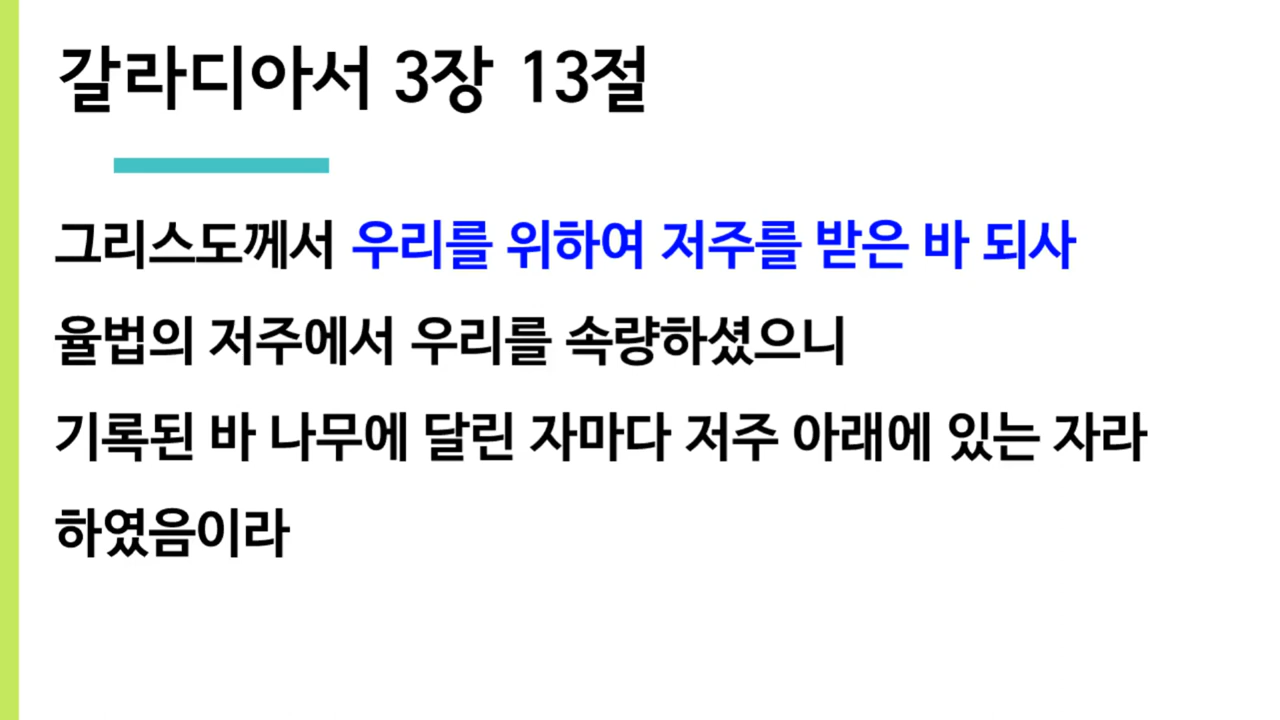 갈라디아서 3장 13절
그리스도께서 우리를 위하여 저주를 받은 바 되사
율법의 저주에서 우리를 속량하셨으니
기록된 바 나무에 달린 자마다 저주 아래에 있는 자라
하였음이라